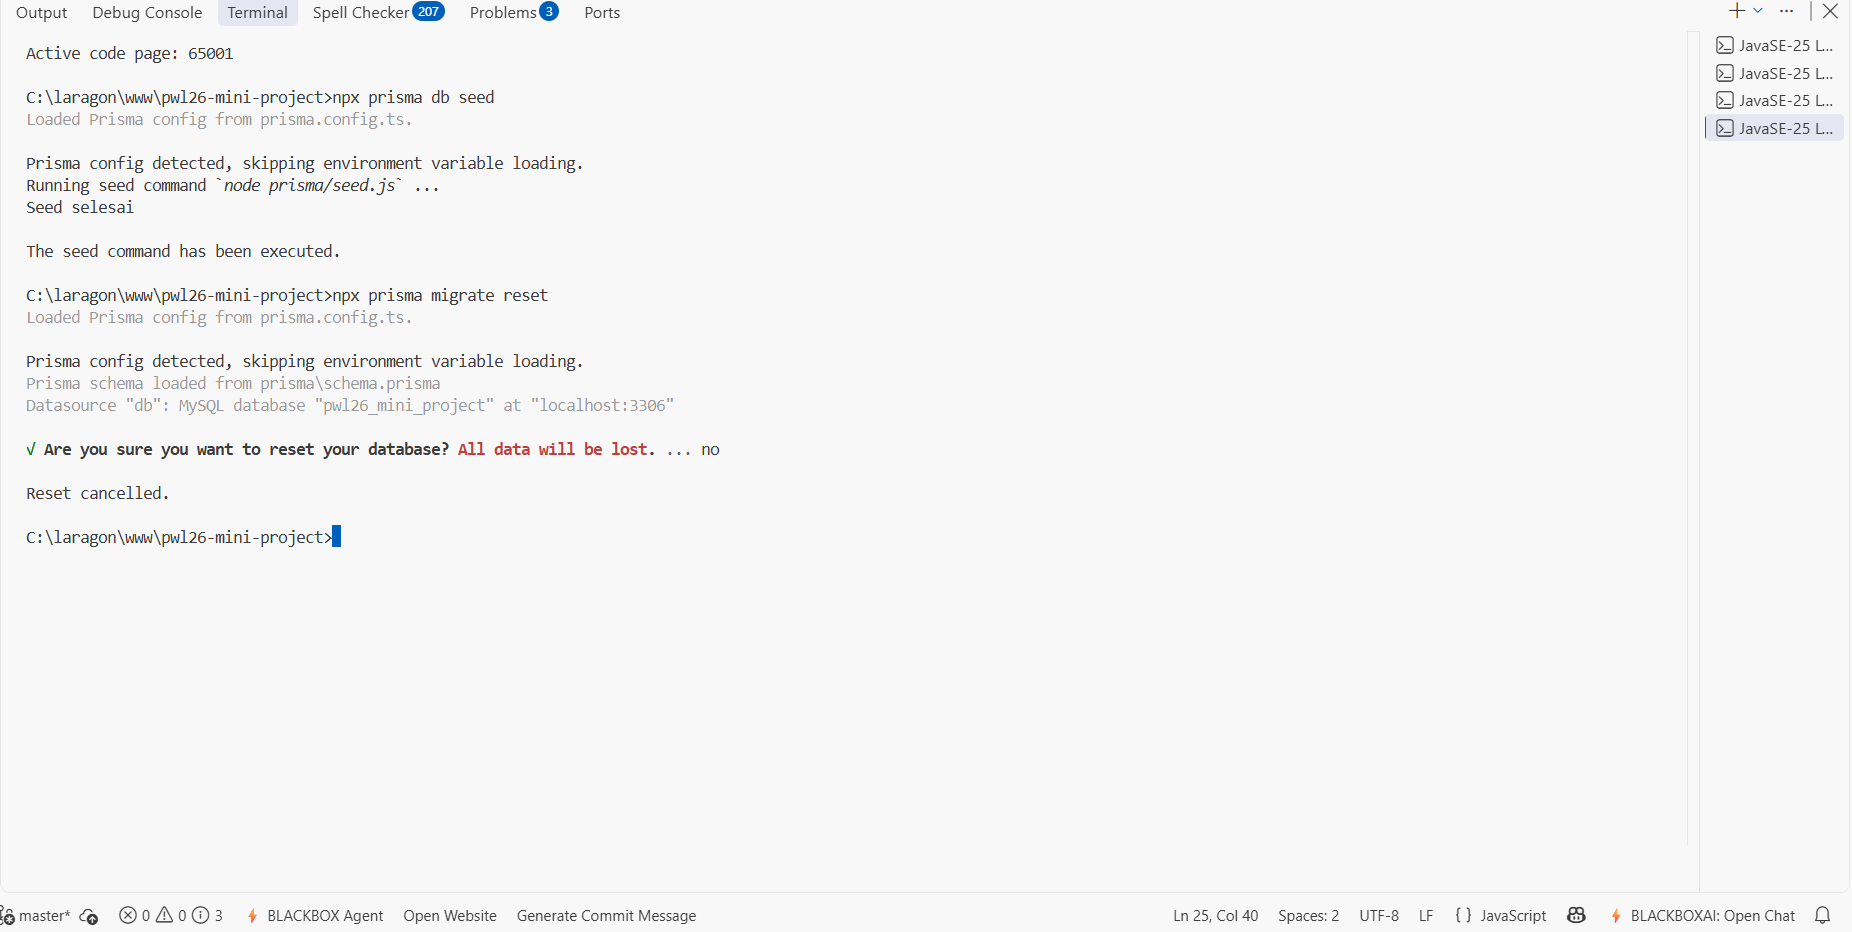 Output Debug Console Terminal Spell Checker 207 Problems 3 Ports
Active code page: 65001
C:\laragon\www\pwl26-mini-project>npx prisma db seed
Loaded Prisma config from prisma.config.ts.
Prisma config detected, skipping environment variable loading.
Running seed command `node prisma/seed.js` ...
Seed selesai
The seed command has been executed.
C:\laragon\www\pwl26-mini-project>npx prisma migrate reset
Loaded Prisma config from prisma.config.ts.
Prisma config detected, skipping environment variable loading.
Prisma schema loaded from prisma\schema.prisma
Datasource "db": MySQL database "pwl26_mini_project" at "localhost:3306"
√ Are you sure you want to reset your database? All data will be lost. ... no
Reset cancelled.
C:\laragon\www\pwl26-mini-project>
JavaSE-25 L...
JavaSE-25 L...
JavaSE-25 L...
JavaSE-25 L...
master* 0 0 3 BLACKBOX Agent Open Website Generate Commit Message Ln 25, Col 40 Spaces: 2 UTF-8 LF { } JavaScript BLACKBOXAI: Open Chat